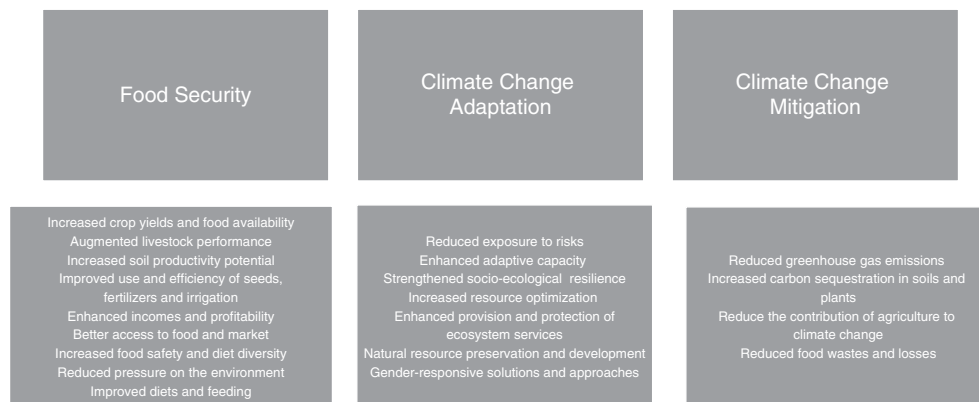 Food Security
Climate Change
Adaptation
Climate Change
Mitigation
Increased crop yields and food availability
Augmented livestock performance
Increased soil productivity potential
Improved use and efficiency of seeds,
fertilizers and irrigation
Enhanced incomes and profitability
Better access to food and market
Increased food safety and diet diversity
Reduced pressure on the environment
Improved diets and feeding
Reduced exposure to risks
Enhanced adaptive capacity
Strengthened socio-ecological resilience
Increased resource optimization
Enhanced provision and protection of
ecosystem services
Natural resource preservation and development
Gender-responsive solutions and approaches
Reduced greenhouse gas emissions
Increased carbon sequestration in soils and
plants
Reduce the contribution of agriculture to
climate change
Reduced food wastes and losses